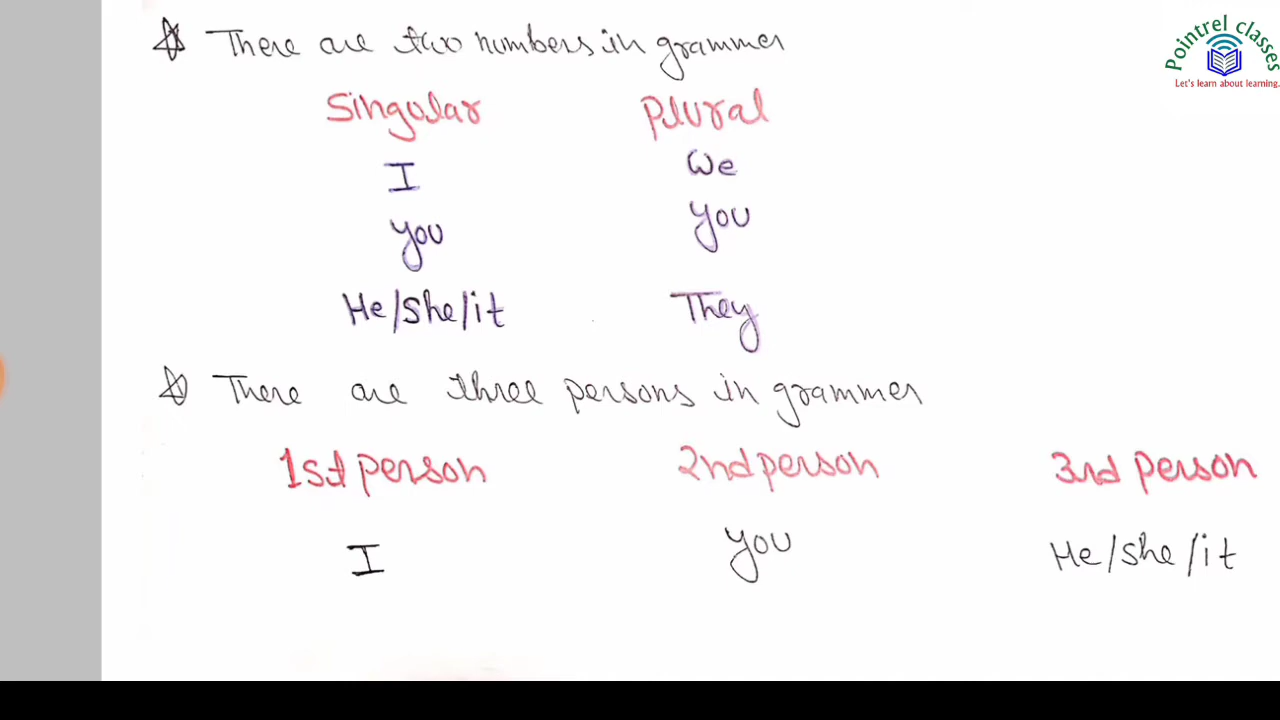 ☆ There are two numbers in grammer
Singular Plural
I We
you you
He/she/it They
☆ There are three persons in grammer
1st person 2nd person 3rd person
I you He/she/it
Pointrel classes
Let's learn about learning.